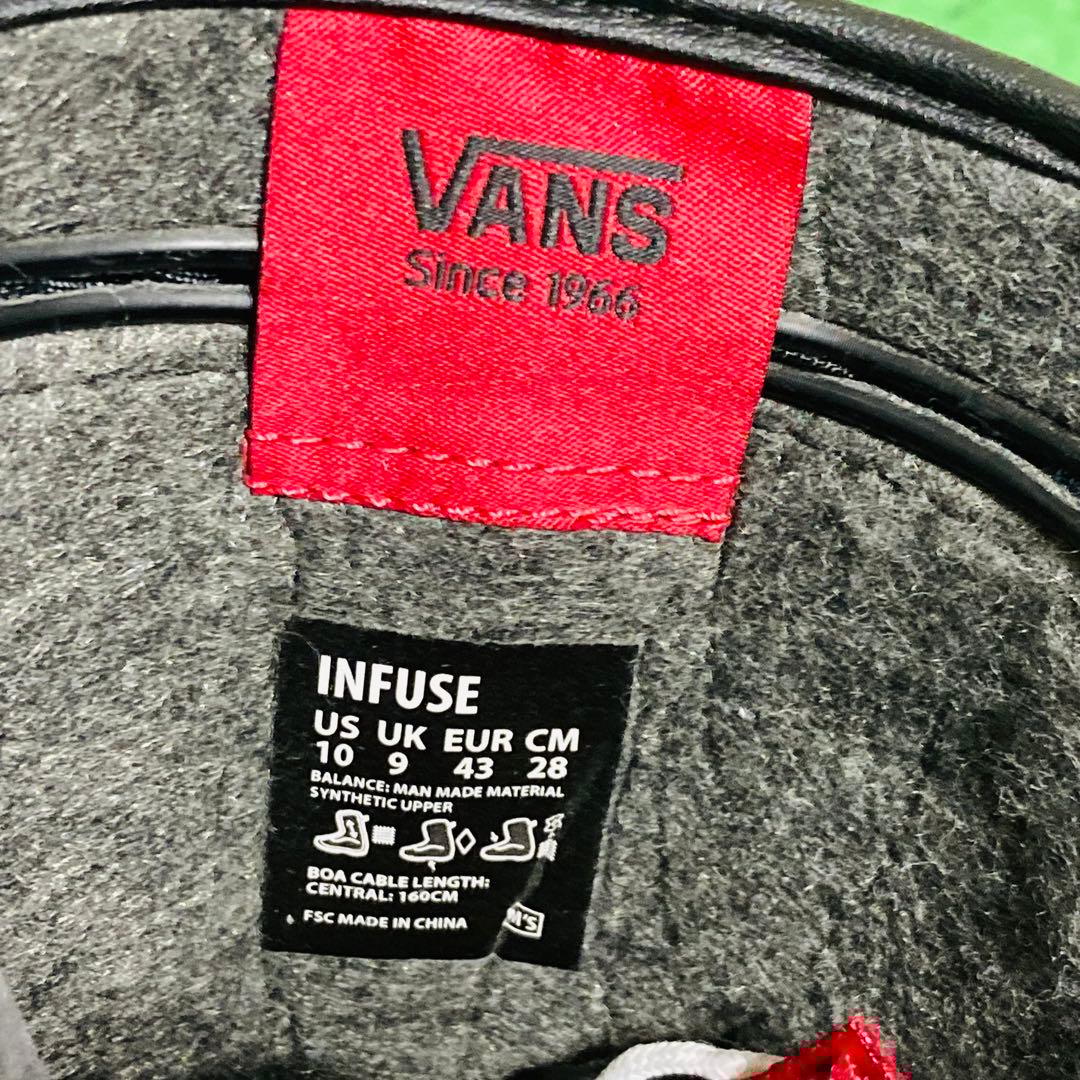 VANS
Since 1966
INFUSE
US UK EUR CM
10 9 43 28
BALANCE: MAN MADE MATERIAL
SYNTHETIC UPPER
BOA CABLE LENGTH:
CENTRAL: 160CM
FSC MADE IN CHINA
M'S